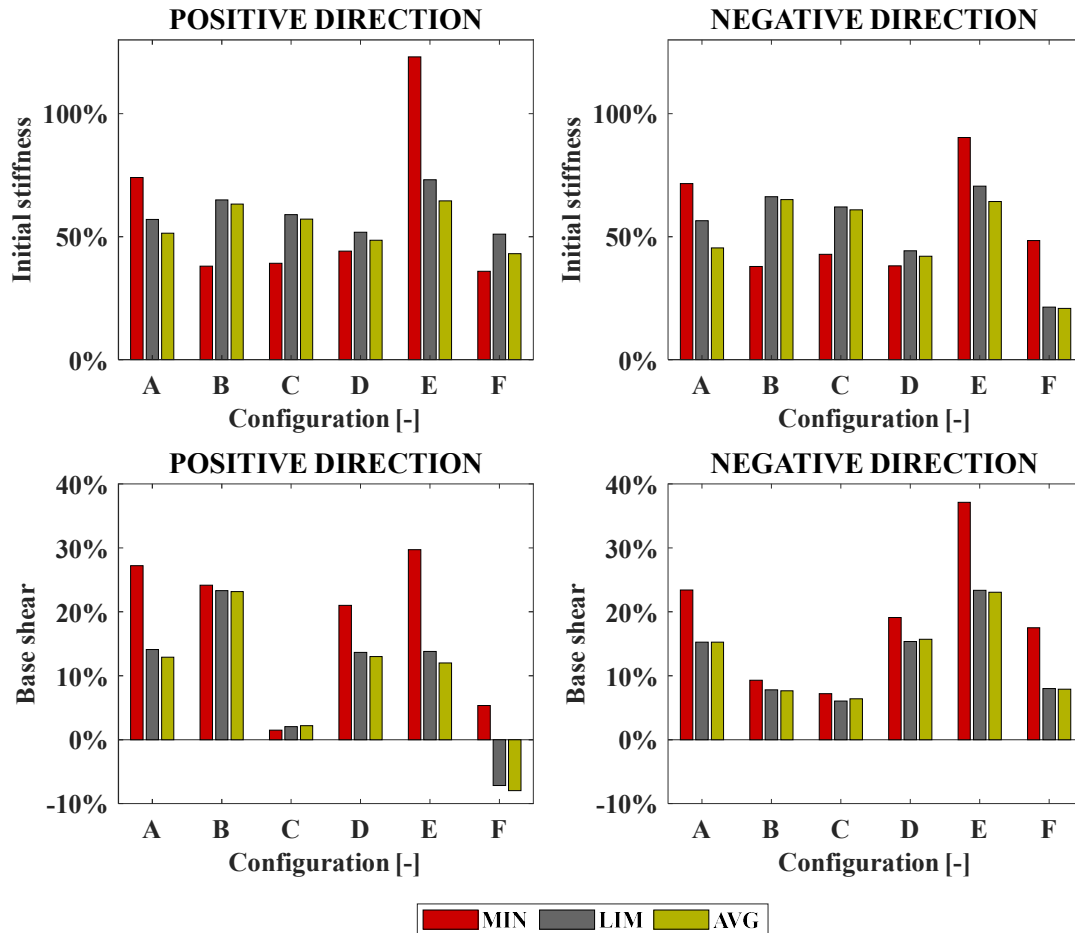 POSITIVE DIRECTION
Initial stiffness
100%
50%
0%
A B C D E F
Configuration [-]
NEGATIVE DIRECTION
Initial stiffness
100%
50%
0%
A B C D E F
Configuration [-]
POSITIVE DIRECTION
Base shear
40%
30%
20%
10%
0%
-10%
A B C D E F
Configuration [-]
NEGATIVE DIRECTION
Base shear
40%
30%
20%
10%
0%
-10%
A B C D E F
Configuration [-]
MIN LIM AVG